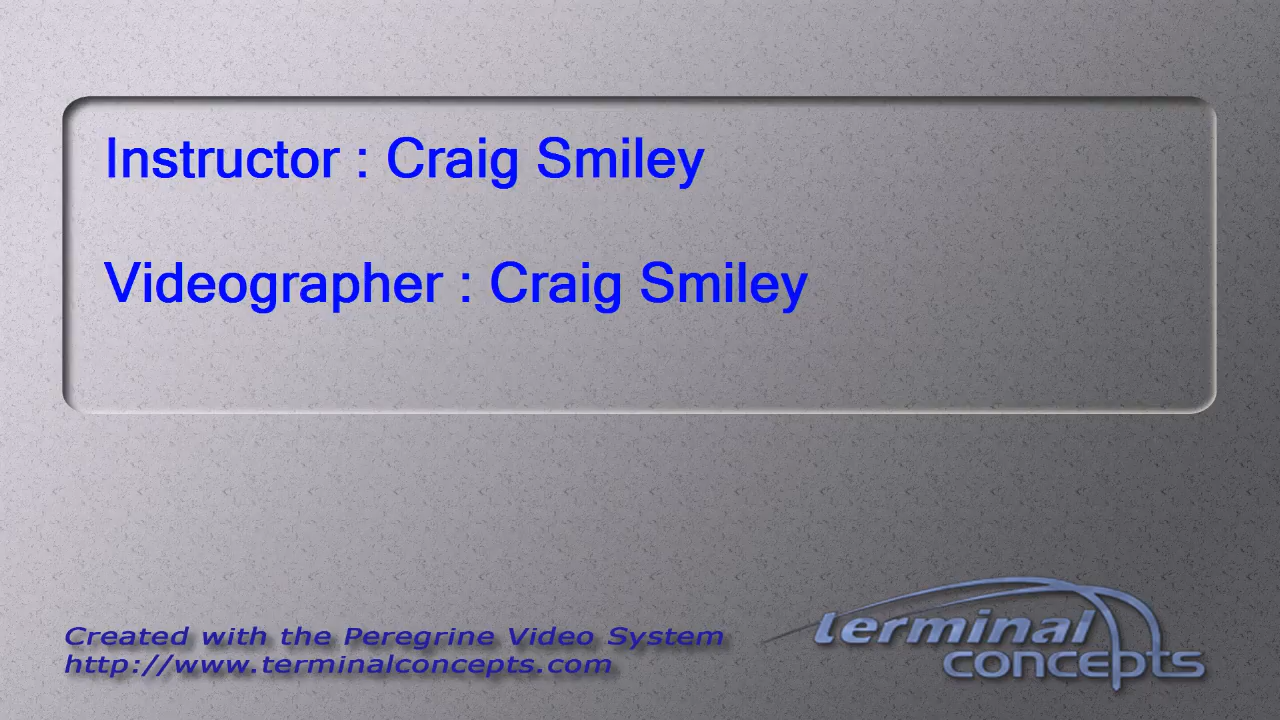 Instructor : Craig Smiley
Videographer : Craig Smiley
Created with the Peregrine Video System
http://www.terminalconcepts.com
terminal
concepts